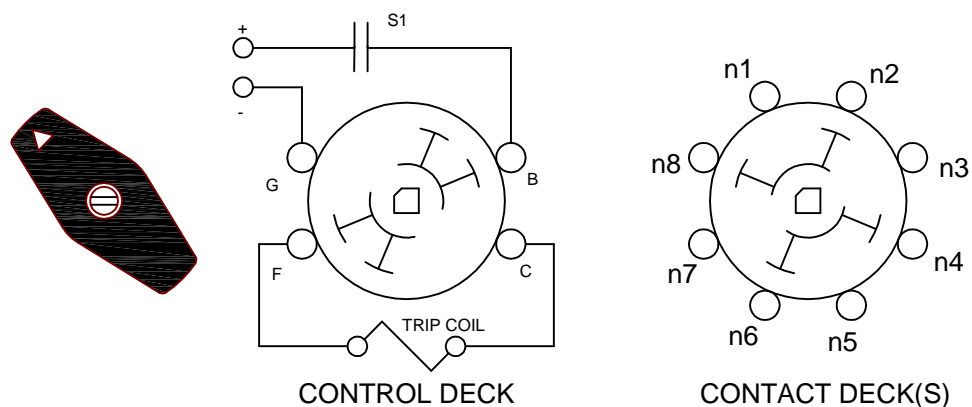 S1
+
-
G
B
F
C
TRIP COIL
CONTROL DECK
n1
n2
n8
n3
n7
n4
n6
n5
CONTACT DECK(S)